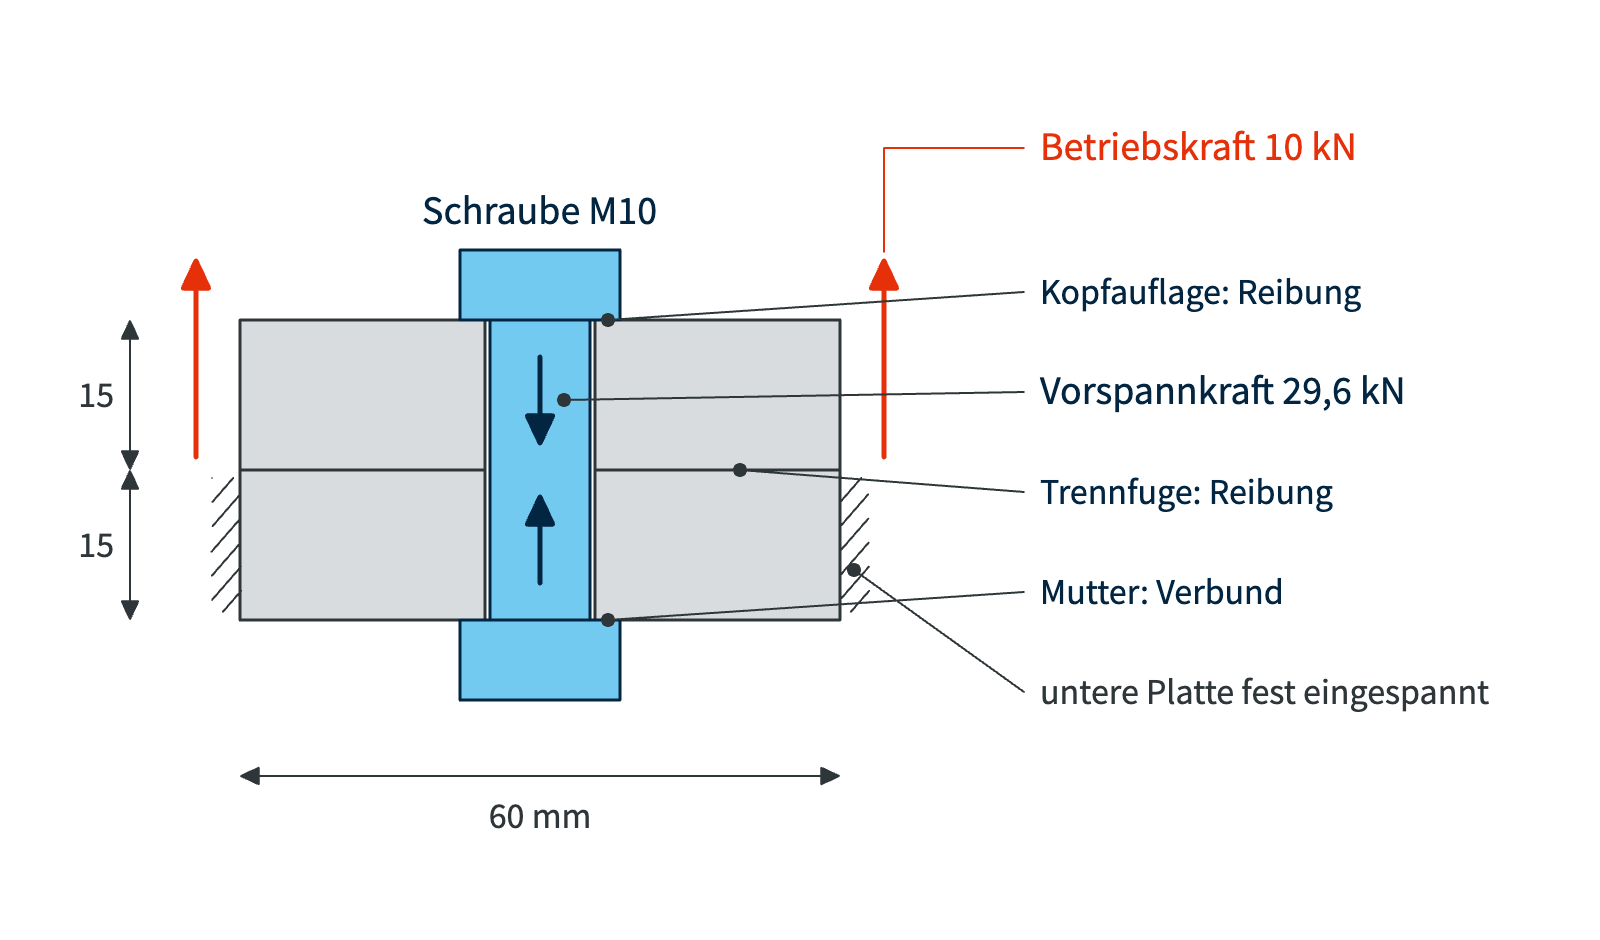 Betriebskraft 10 kN
Schraube M10
Kopfauflage: Reibung
15
Vorspannkraft 29,6 kN
Trennfuge: Reibung
15
Mutter: Verbund
untere Platte fest eingespannt
60 mm